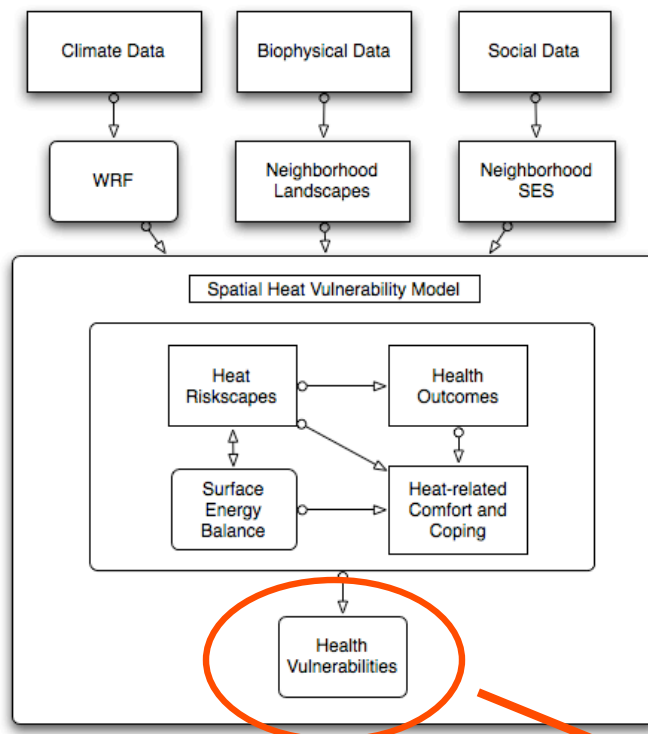 Climate Data
Biophysical Data
Social Data
WRF
Neighborhood
Landscapes
Neighborhood
SES
Spatial Heat Vulnerability Model
Heat
Riskscapes
Health
Outcomes
Surface
Energy
Balance
Heat-related
Comfort and
Coping
Health
Vulnerabilities